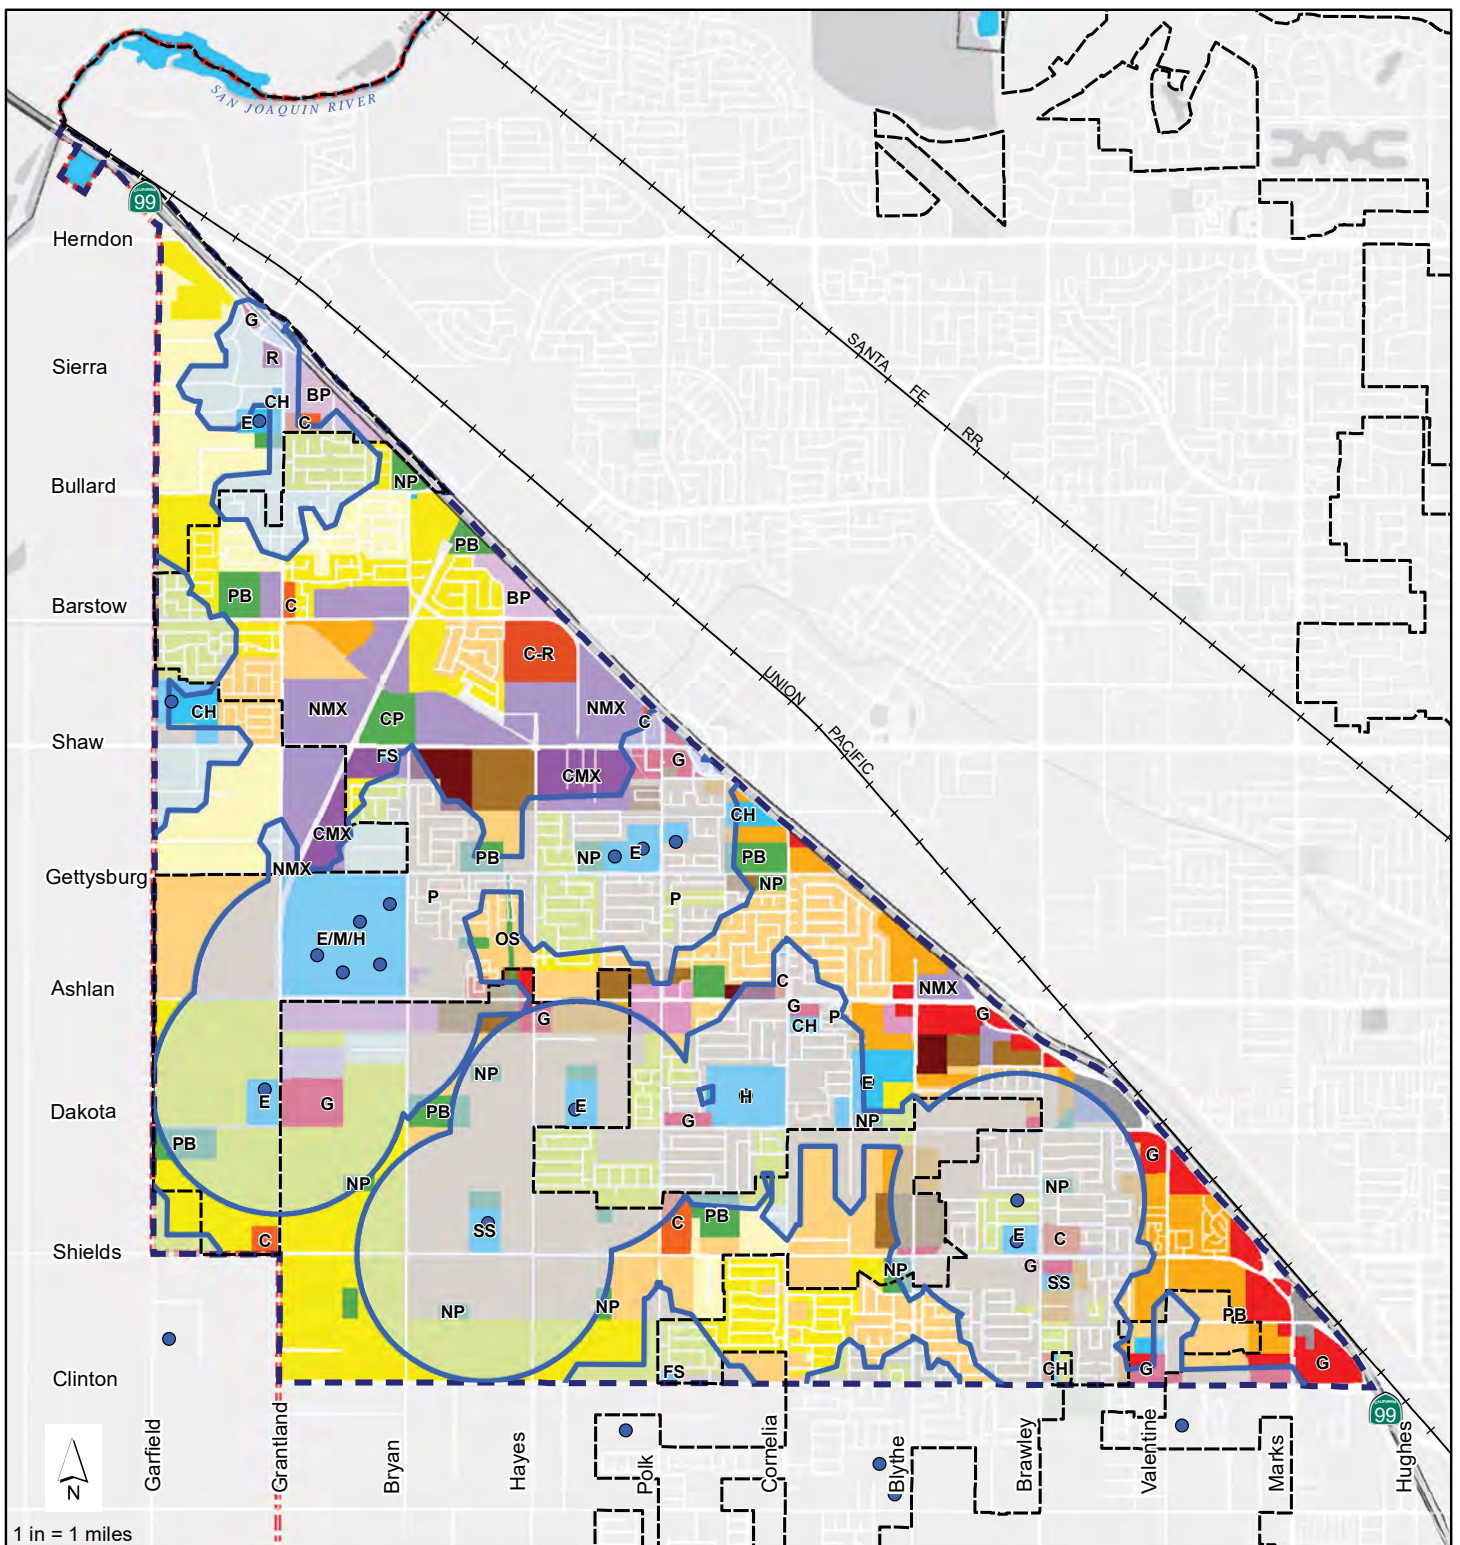 SAN JOAQUIN RIVER
CALIFORNIA
99
Herndon
G
Sierra
SANTA FE RR
R
BP
CH
E
C
NP
Bullard
PB
PB
BP
Barstow
C
C-R
UNION PACIFIC
CH
NMX
CP
NMX
C
Shaw
FS
G
CMX
CH
CMX
PB
NP
E
PB
NMX
NP
Gettysburg
P
P
E/M/H
OS
C
Ashlan
NMX
G
P
G
G
CH
NP
E
E
G
E
H
Dakota
PB
G
NP
PB
G
NP
NP
PB
SS
C
E
C
Shields
C
G
NP
SS
NP
NP
PB
FS
CH
G
G
Clinton
CALIFORNIA
99
Garfield
Grantland
Bryan
Hayes
Polk
Cornelia
Blythe
Brawley
Valentine
Marks
Hughes
N
1 in = 1 miles